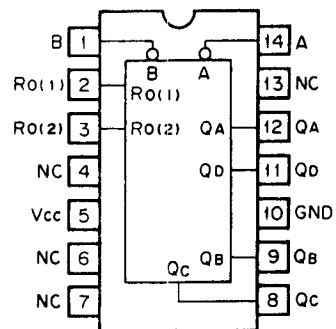 B 1 14 A
B A
RO(1) 2 RO(1) 13 NC
RO(2) 3 RO(2) QA 12 QA
NC 4 QD 11 QD
Vcc 5 10 GND
NC 6 QB 9 QB
NC 7 QC 8 QC